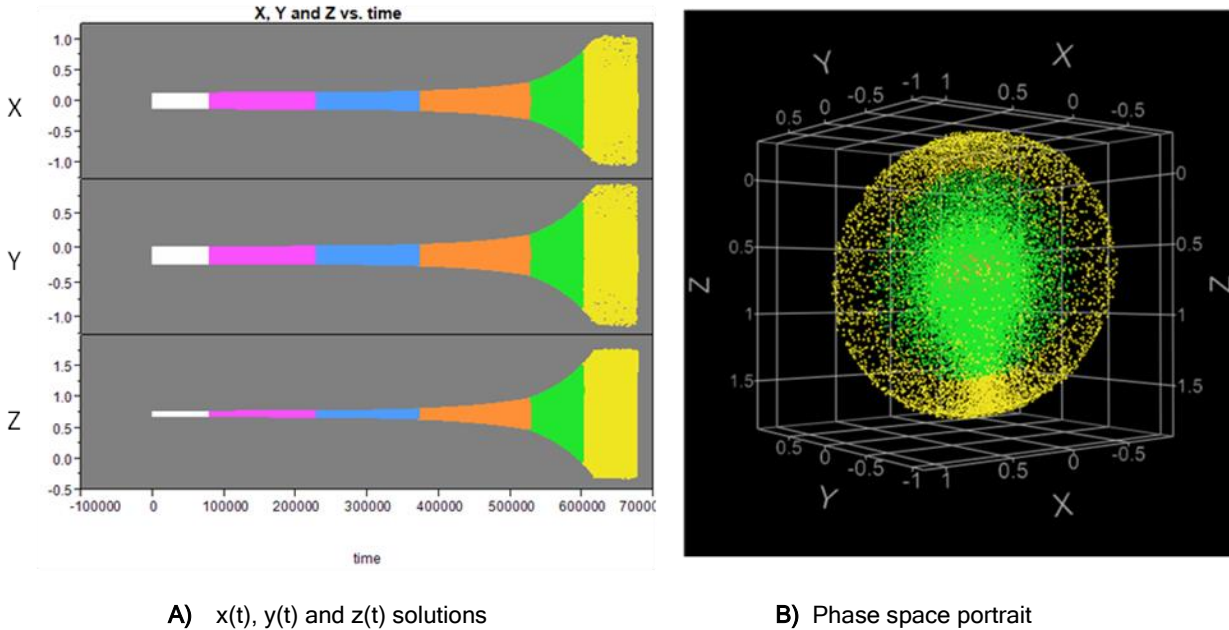 X, Y and Z vs. time
X
1.0
0.5
0.0
-0.5
-1.0
Y
0.5
0.0
-0.5
-1.0
Z
1.5
1.0
0.5
0.0
-0.5
-100000 0 100000 200000 300000 400000 500000 600000 70000
time
Y X
0.5 0 -0.5 -1 1 0.5 0 -0.5
Z
0
0.5
1
1.5
0
0.5
1
1.5
Z
0.5 0 -0.5 -1 1 0.5 0 -0.5
Y X
A) x(t), y(t) and z(t) solutions
B) Phase space portrait